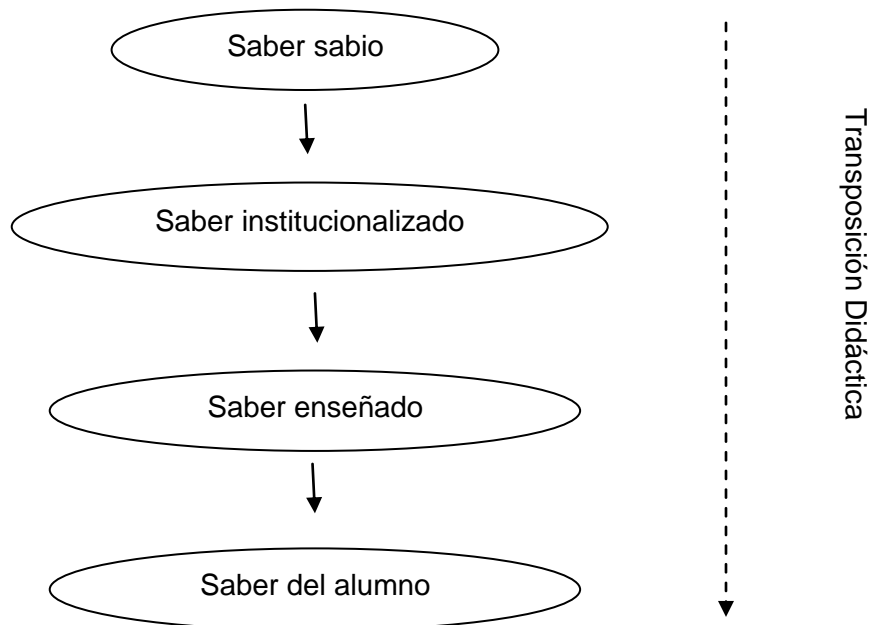 Saber sabio
Saber institucionalizado
Saber enseñado
Saber del alumno
Transposición Didáctica